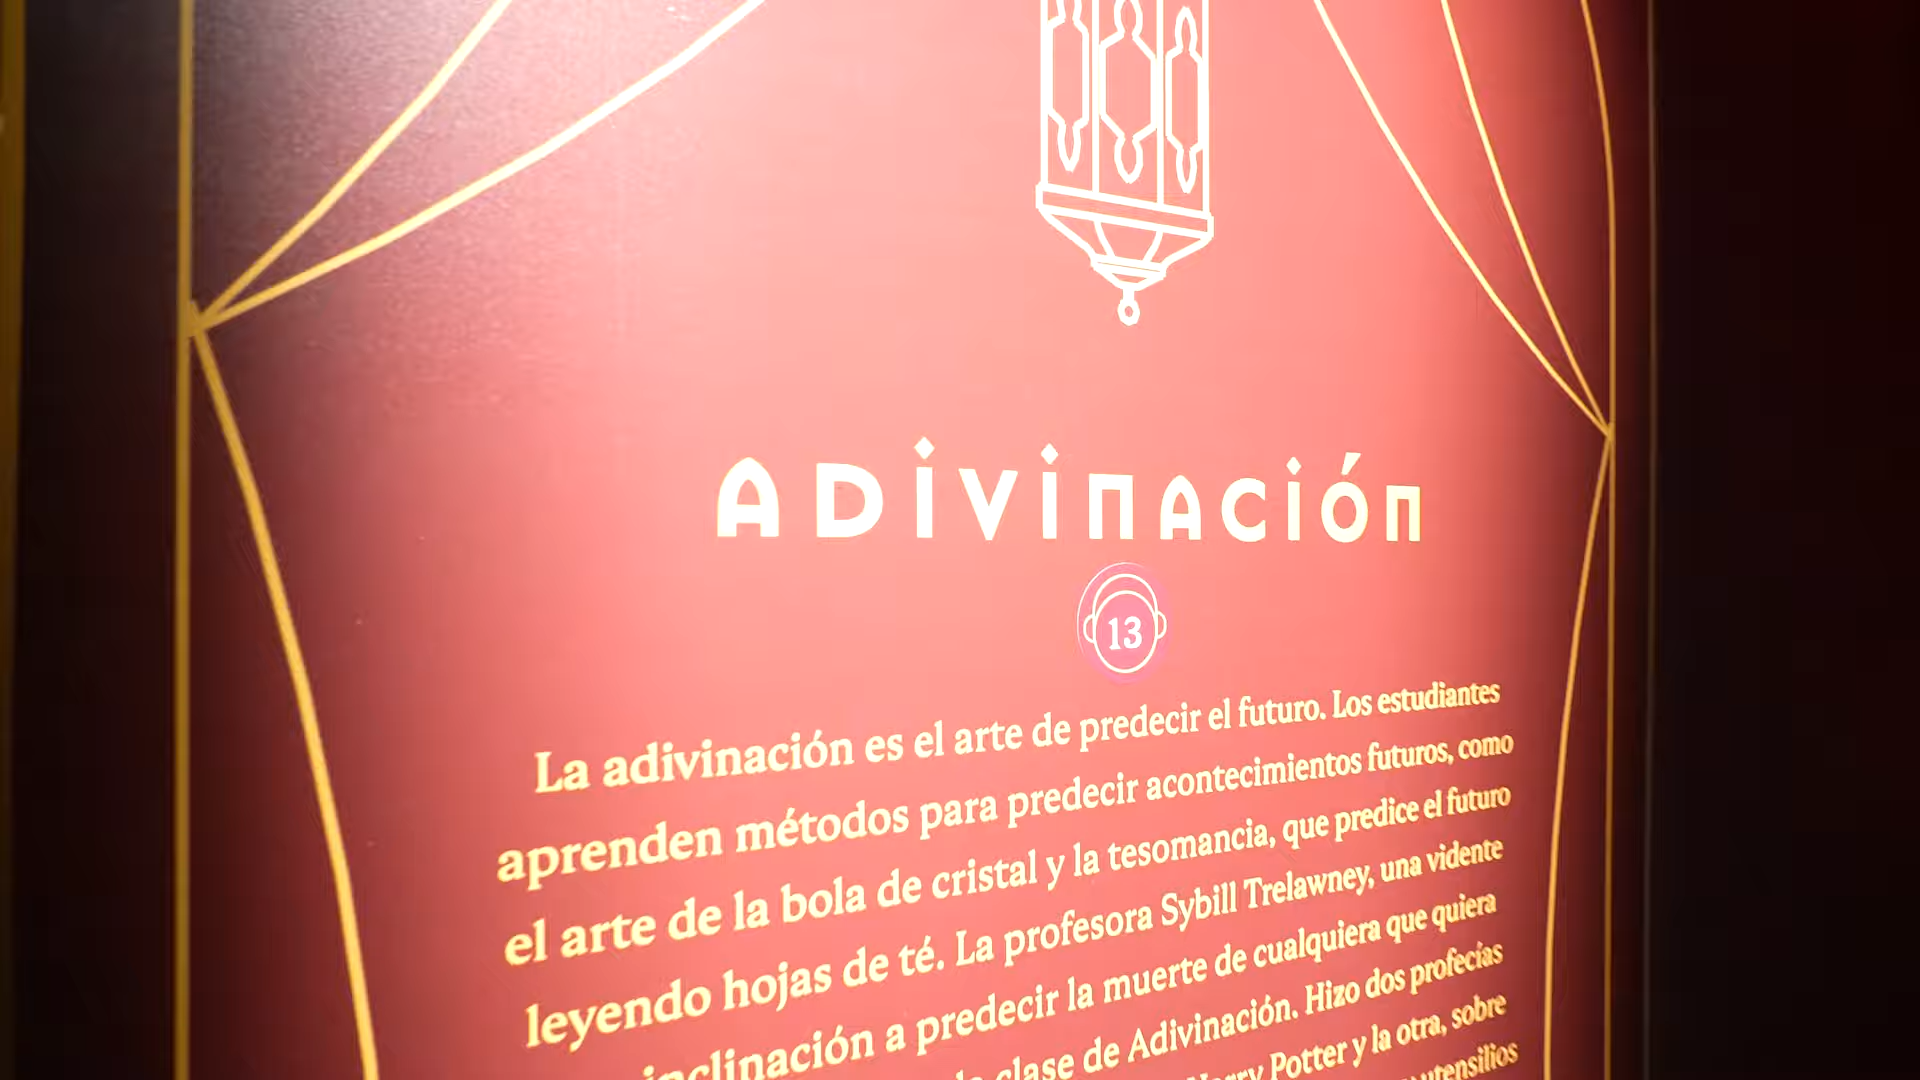 ADiVinACión
13
La adivinación es el arte de predecir el futuro. Los estudiantes
aprenden métodos para predecir acontecimientos futuros, como
el arte de la bola de cristal y la tesomancia, que predice el futuro
leyendo hojas de té. La profesora Sybill Trelawney, una vidente
inclinación a predecir la muerte de cualquiera que quiera
clase de Adivinación. Hizo dos profecías
Harry Potter y la otra, sobre
utensilios